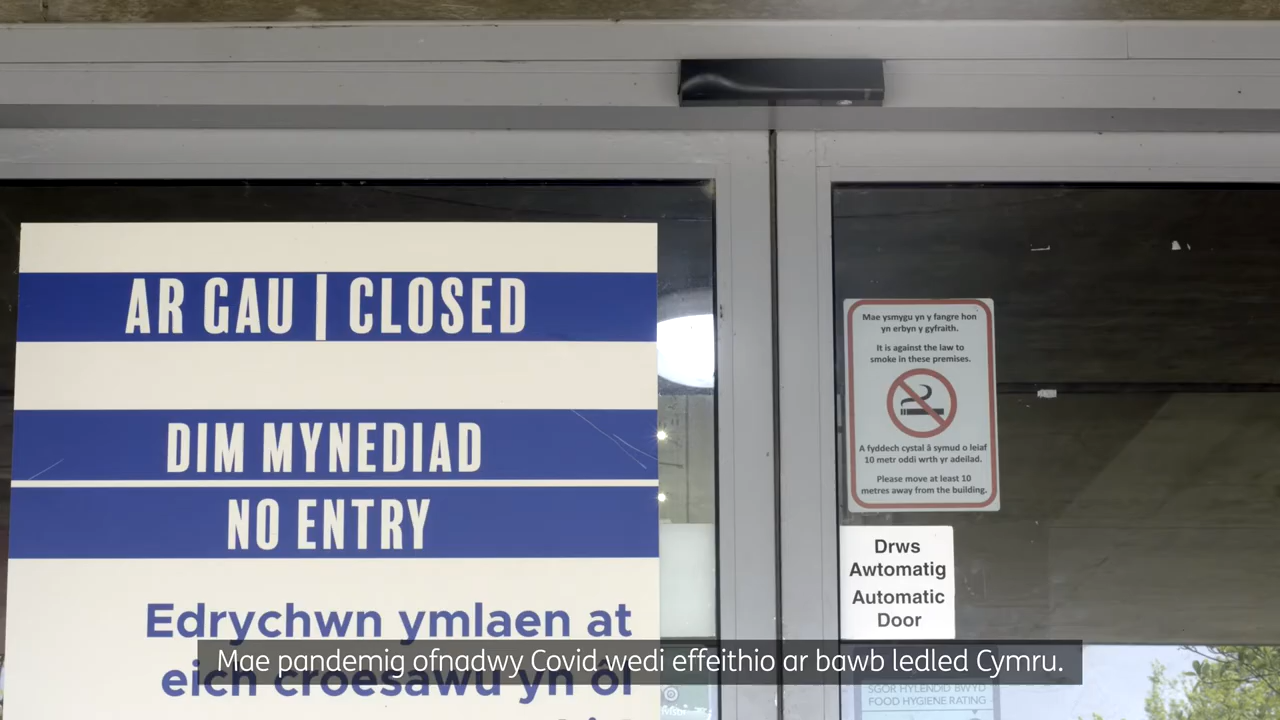 AR GAU | CLOSED
DIM MYNEDIAD
NO ENTRY
Edrychwn ymlaen at
eich croesawu yn ôl
Mae ysmygu yn y fangre hon
yn erbyn y gyfraith.
It is against the law to
smoke in these premises.
A fyddech cystal â symud o leiaf
10 metr oddi wrth yr adeilad.
Please move at least 10
metres away from the building.
Drws
Awtomatig
Automatic
Door
SGOR HYLENDID BWYD
FOOD HYGIENE RATING
Mae pandemig ofnadwy Covid wedi effeithio ar bawb ledled Cymru.